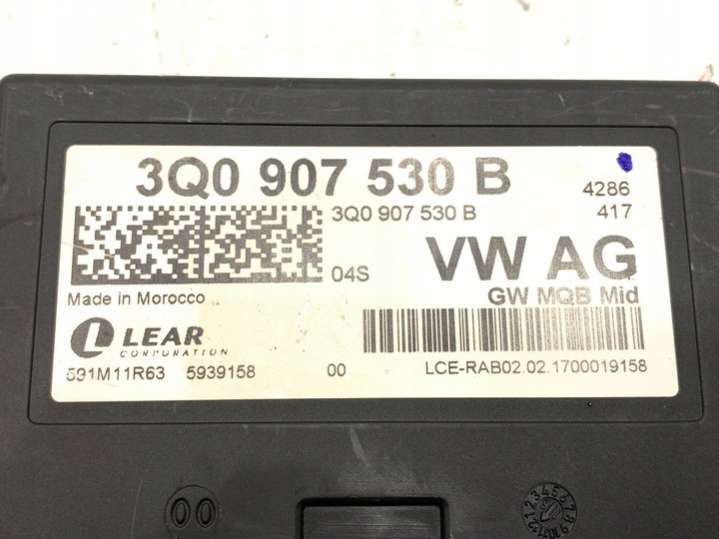 3Q0 907 530 B
4286
3Q0 907 530 B
417
04S
VW AG
Made in Morocco
GW MQB Mid
LEAR
CORPORATION
591M11R63 5939158 00 LCE-RAB02.02.1700019158
00